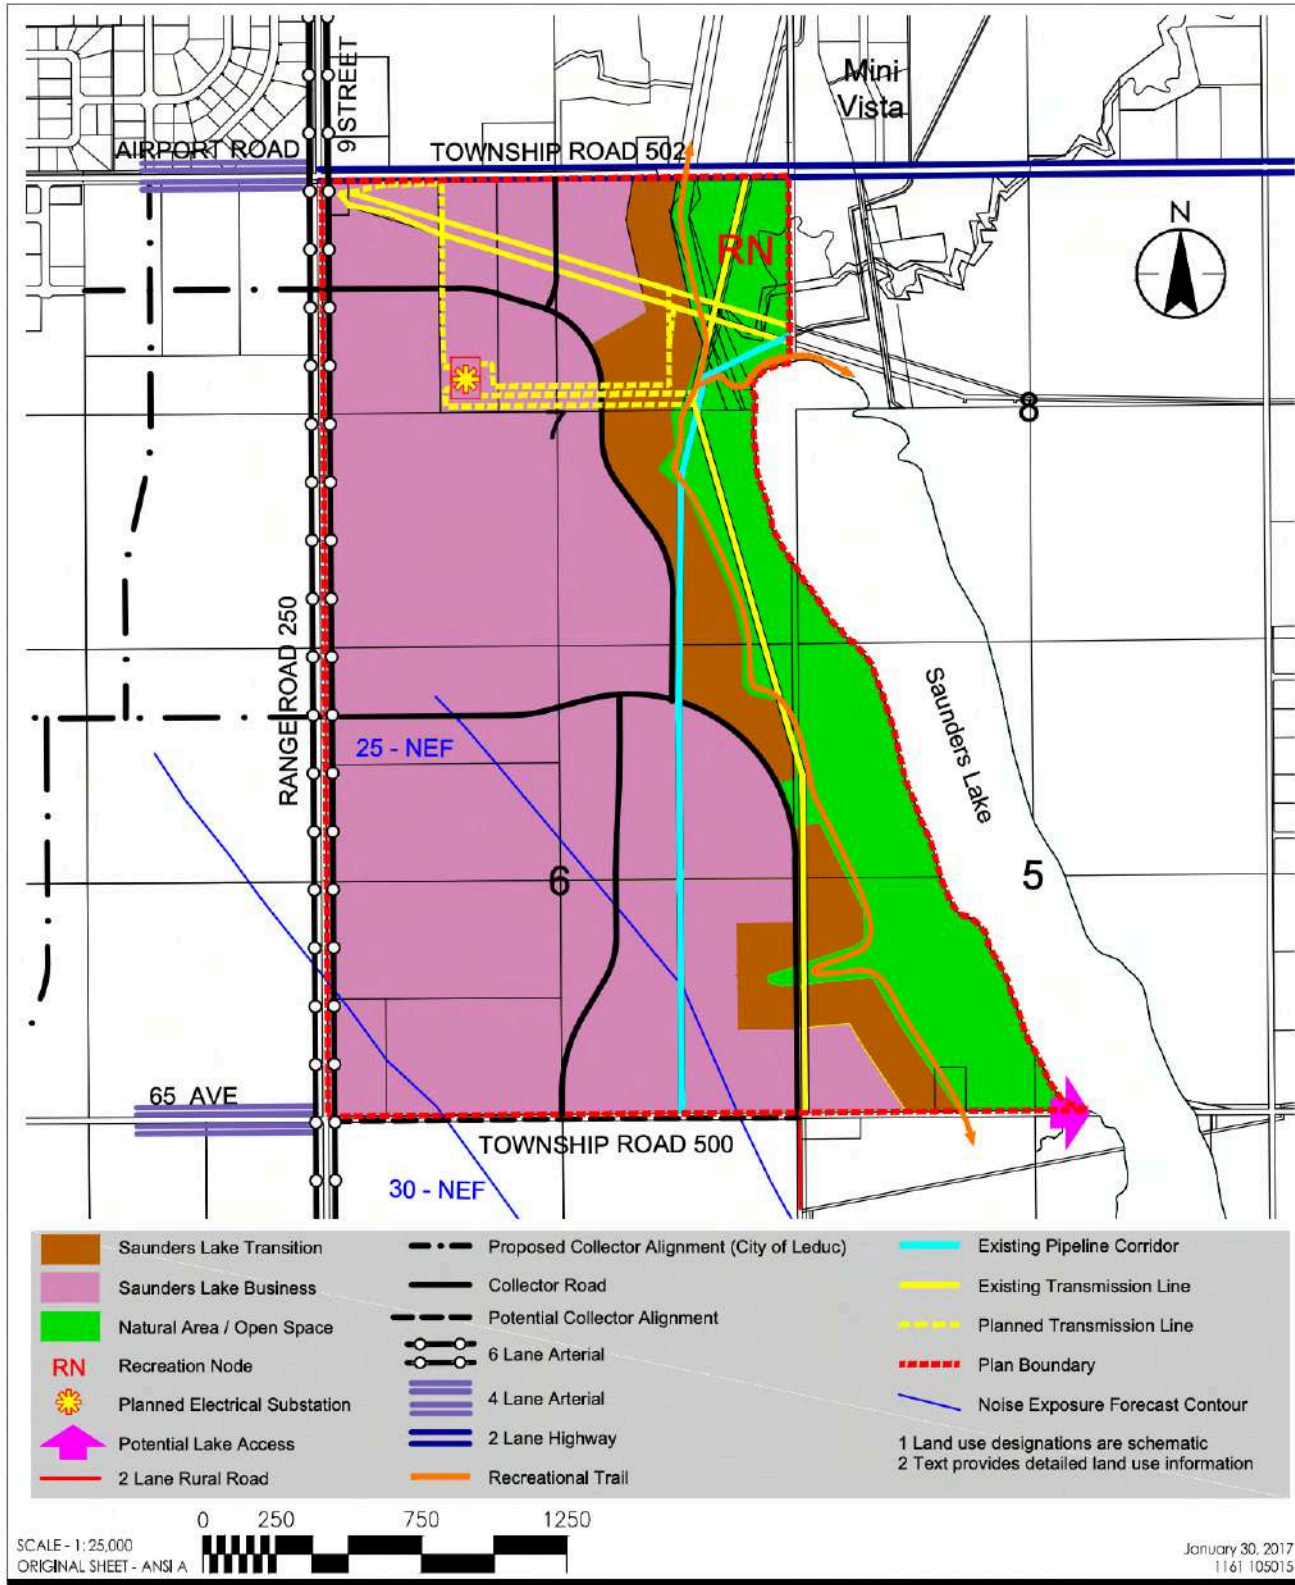 Mini
Vista
9 STREET
AIRPORT ROAD
TOWNSHIP ROAD 502
N
RN
8
7
RANGE ROAD 250
Saunders Lake
25 - NEF
6
5
65 AVE
TOWNSHIP ROAD 500
30 - NEF
Saunders Lake Transition
Saunders Lake Business
Natural Area / Open Space
RN Recreation Node
Planned Electrical Substation
Potential Lake Access
2 Lane Rural Road
Proposed Collector Alignment (City of Leduc)
Collector Road
Potential Collector Alignment
6 Lane Arterial
4 Lane Arterial
2 Lane Highway
Recreational Trail
Existing Pipeline Corridor
Existing Transmission Line
Planned Transmission Line
Plan Boundary
Noise Exposure Forecast Contour
1 Land use designations are schematic
2 Text provides detailed land use information
0 250 750 1250
SCALE - 1:25,000
ORIGINAL SHEET - ANSI A
January 30, 2017
1161 105015